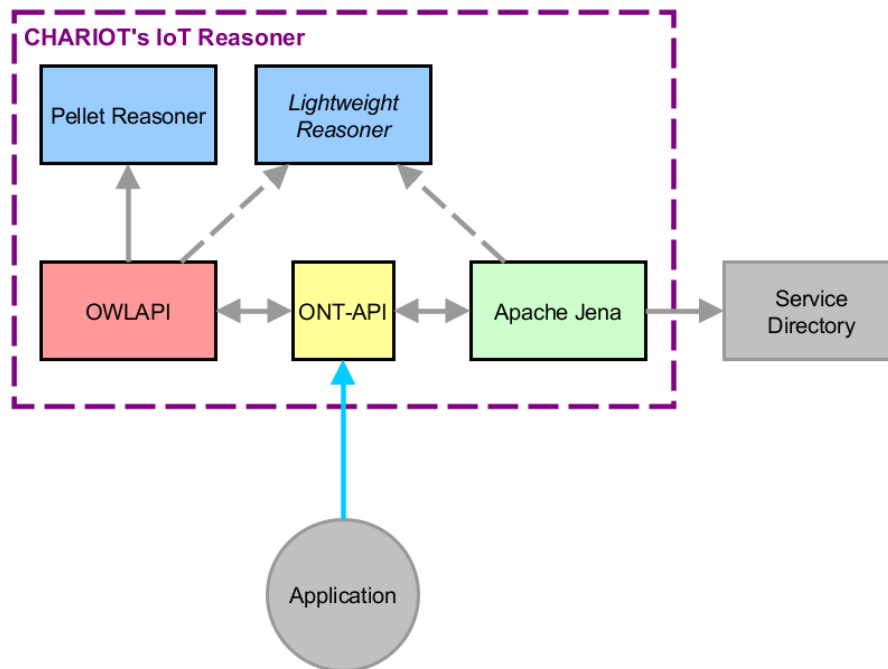 CHARIOT's IoT Reasoner
Pellet Reasoner
Lightweight
Reasoner
OWLAPI
ONT-API
Apache Jena
Service
Directory
Application